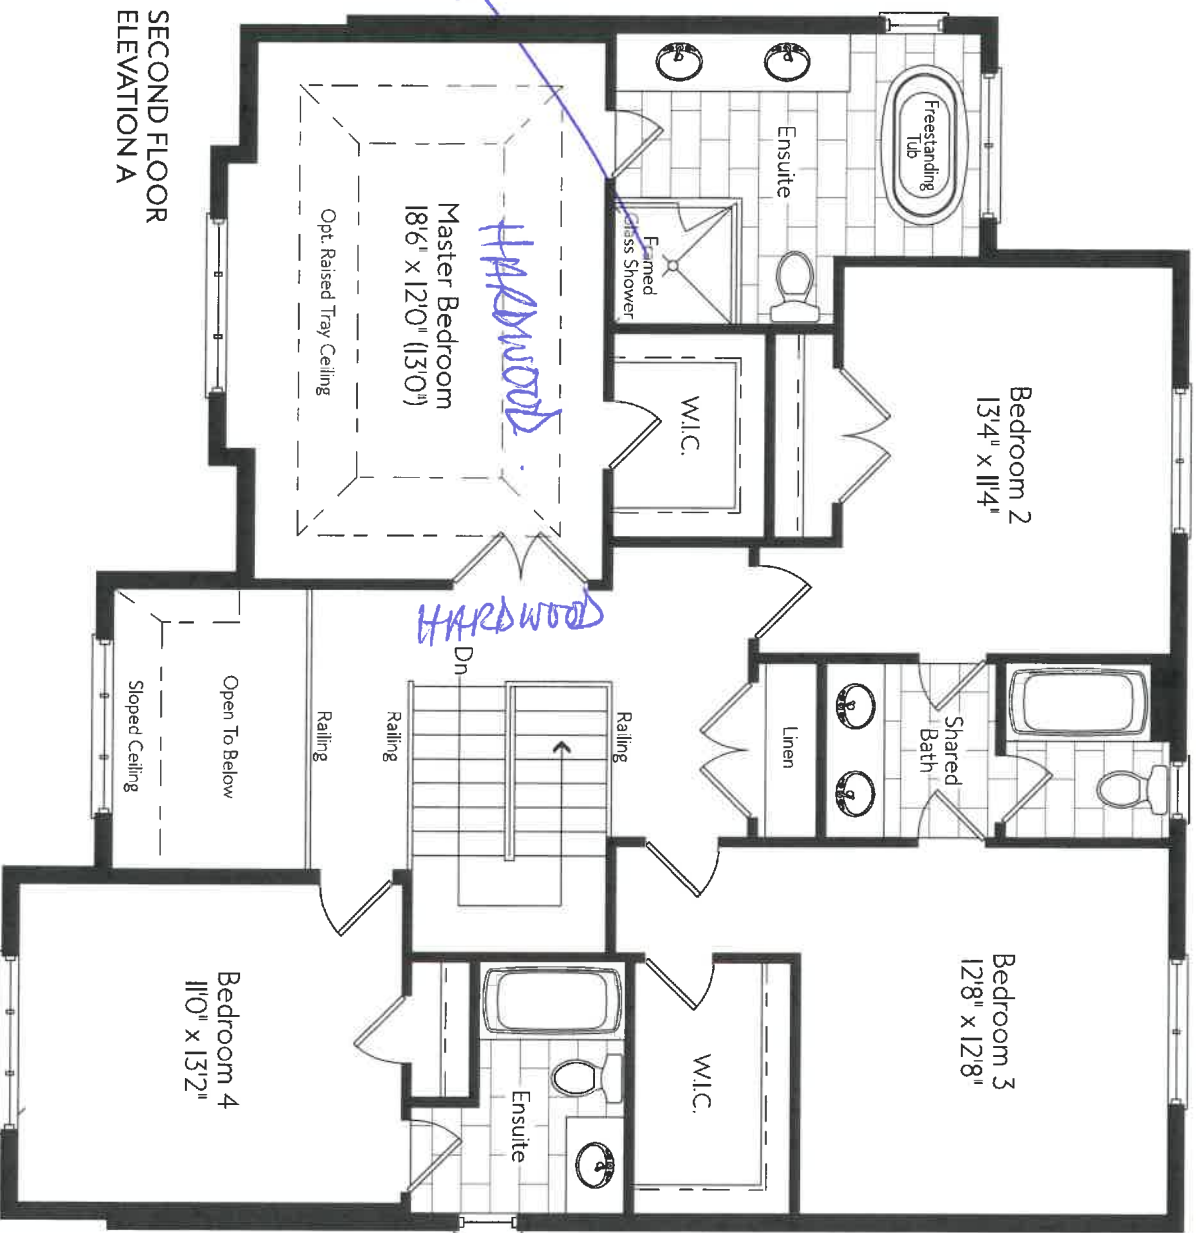 SECOND FLOOR
ELEVATION A
Freestanding
Tub
Ensuite
Framed
Glass Shower
Master Bedroom
18'6" x 12'0" (13'0")
Opt. Raised Tray Ceiling
HARDWOOD.
W.I.C.
Bedroom 2
13'4" x 11'4"
HARDWOOD
Dn
Railing
Railing
Railing
Open To Below
Sloped Ceiling
Linen
Shared
Bath
Bedroom 3
12'8" x 12'8"
W.I.C.
Ensuite
Bedroom 4
11'0" x 13'2"